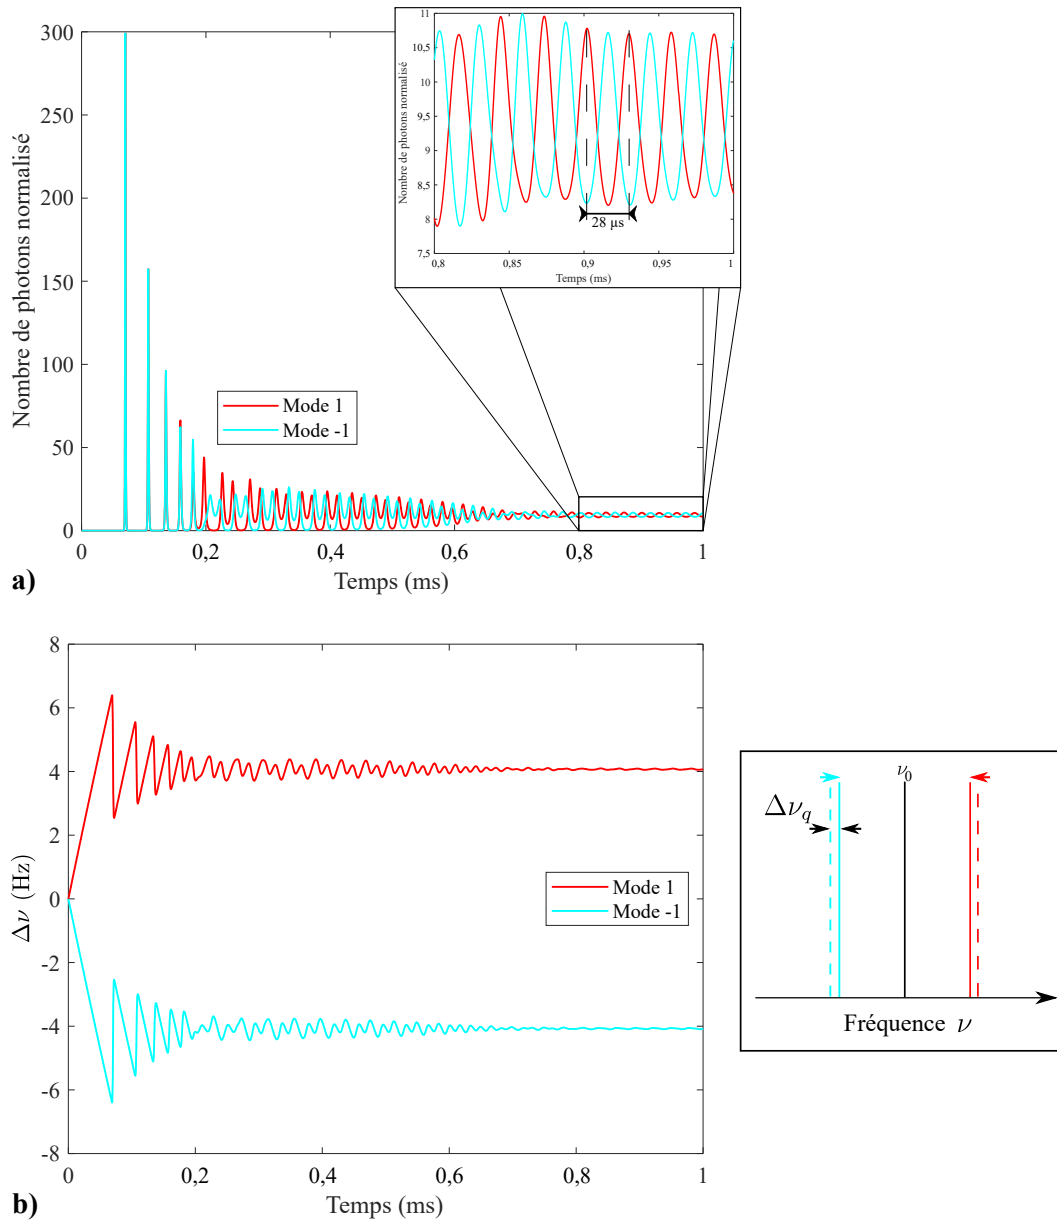 Nombre de photons normalisé
300
250
200
150
100
50
0
0
0,2
0,4
0,6
0,8
1
Temps (ms)
Mode 1
Mode -1
Nombre de photons normalisé
11
10,5
10
9,5
9
8,5
8
7,5
0,8
0,85
0,9
0,95
1
Temps (ms)
28 µs
a)
Δν (Hz)
8
6
4
2
0
-2
-4
-6
-8
0
0,2
0,4
0,6
0,8
1
Temps (ms)
Mode 1
Mode -1
b)
ν₀
Δν_q
Fréquence ν